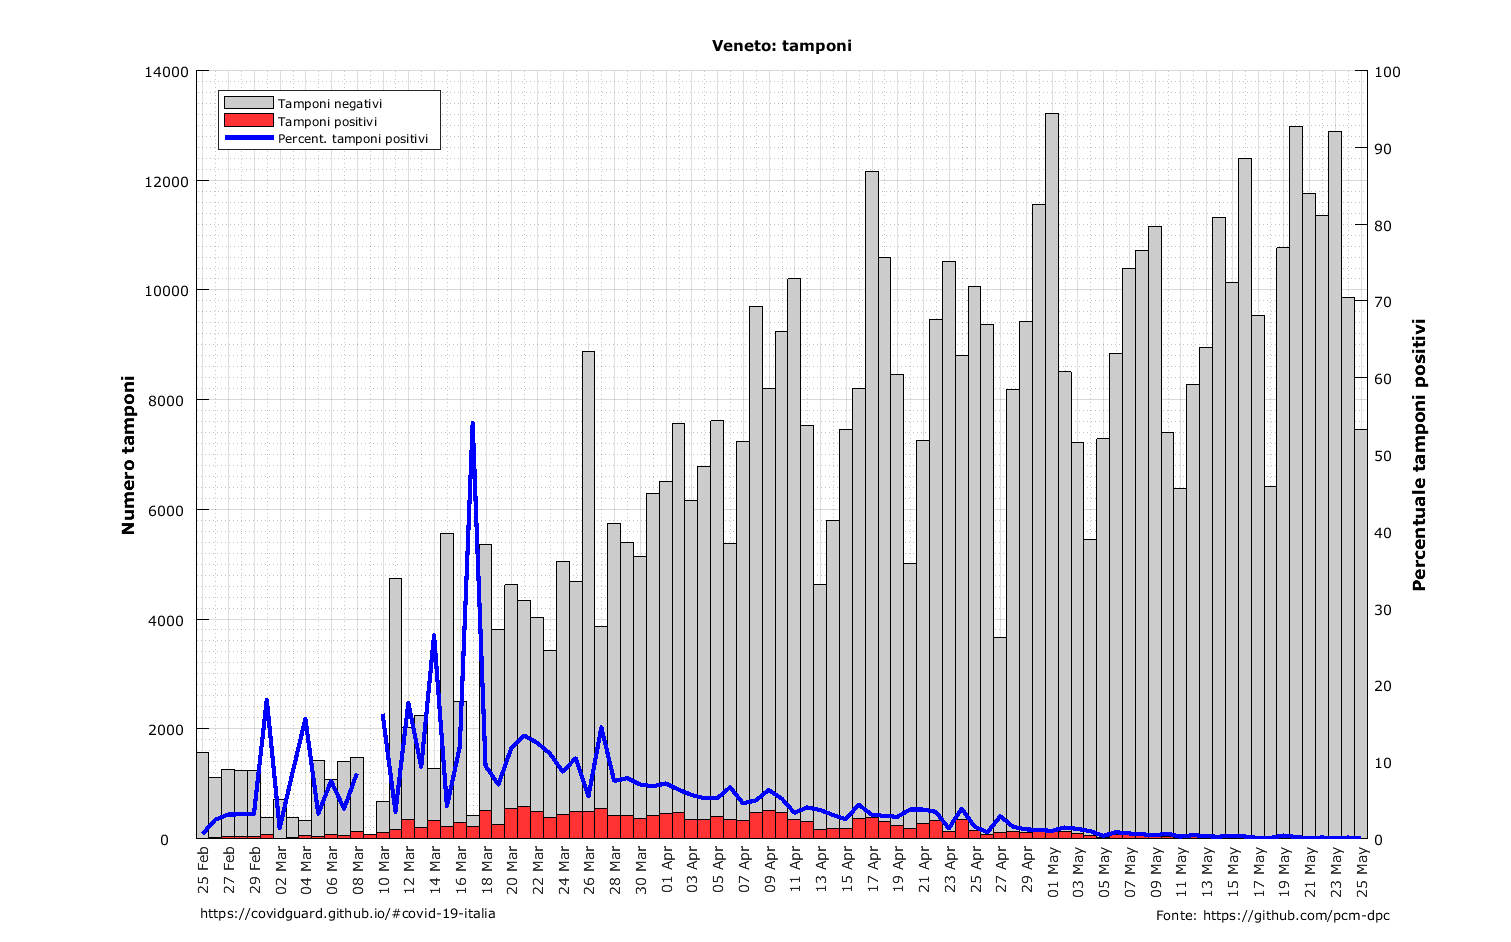 Veneto: tamponi
14000
12000
10000
8000
6000
4000
2000
0
Numero tamponi
Tamponi negativi
Tamponi positivi
Percent. tamponi positivi
100
90
80
70
60
50
40
30
20
10
0
Percentuale tamponi positivi
25 Feb
27 Feb
29 Feb
02 Mar
04 Mar
06 Mar
08 Mar
10 Mar
12 Mar
14 Mar
16 Mar
18 Mar
20 Mar
22 Mar
24 Mar
26 Mar
28 Mar
30 Mar
01 Apr
03 Apr
05 Apr
07 Apr
09 Apr
11 Apr
13 Apr
15 Apr
17 Apr
19 Apr
21 Apr
23 Apr
25 Apr
27 Apr
29 Apr
01 May
03 May
05 May
07 May
09 May
11 May
13 May
15 May
17 May
19 May
21 May
23 May
25 May
https://covidguard.github.io/#covid-19-italia
Fonte: https://github.com/pcm-dpc